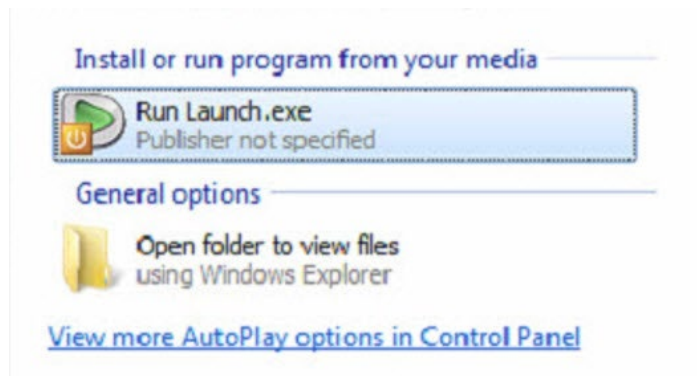 Install or run program from your media
Run Launch.exe
Publisher not specified
General options
Open folder to view files
using Windows Explorer
View more AutoPlay options in Control Panel